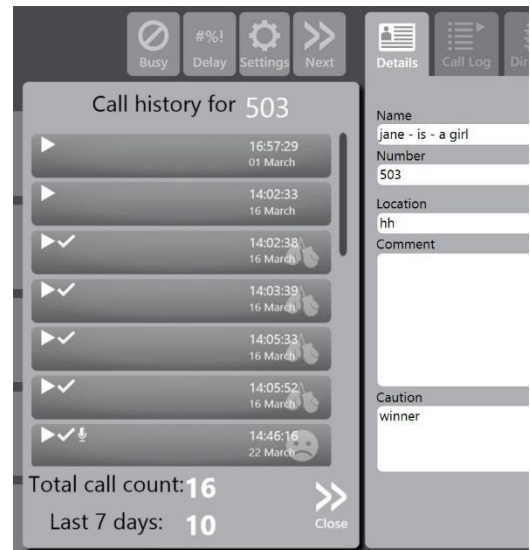 #%!
Busy
Delay
Settings
Next
Details
Call Log
Call history for 503
16:57:29
01 March
14:02:33
16 March
14:02:38
16 March
14:03:39
16 March
14:05:33
16 March
14:05:52
16 March
14:46:16
22 March
Total call count: 16
Last 7 days: 10
Close
Name
jane - is - a girl
Number
503
Location
hh
Comment
Caution
winner